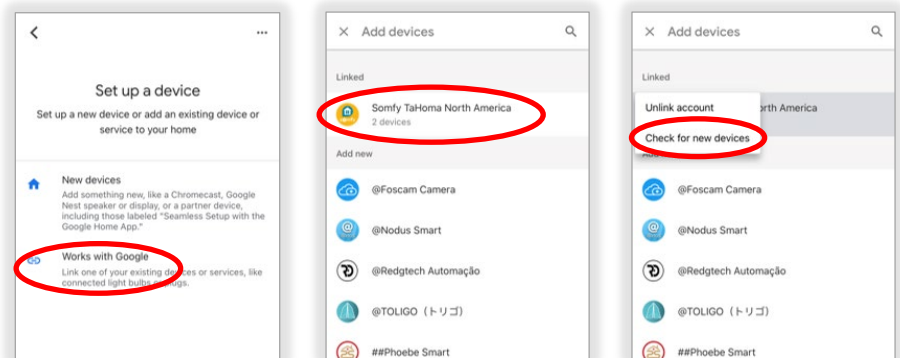 Set up a device
Set up a new device or add an existing device or
service to your home
New devices
Add something new, like a Chromecast, Google
Nest speaker or display, or a partner device,
including those labeled "Seamless Setup with the
Google Home App."
Works with Google
Link one of your existing devices or services, like
connected light bulbs
Add devices
Linked
Somfy TaHoma North America
2 devices
Add new
@Foscam Camera
@Nodus Smart
@Redgtech Automação
@TOLIGO（トリゴ）
##Phoebe Smart
Add devices
Linked
Unlink account
orth America
Check for new devices
@Foscam Camera
@Nodus Smart
@Redgtech Automação
@TOLIGO（トリゴ）
##Phoebe Smart